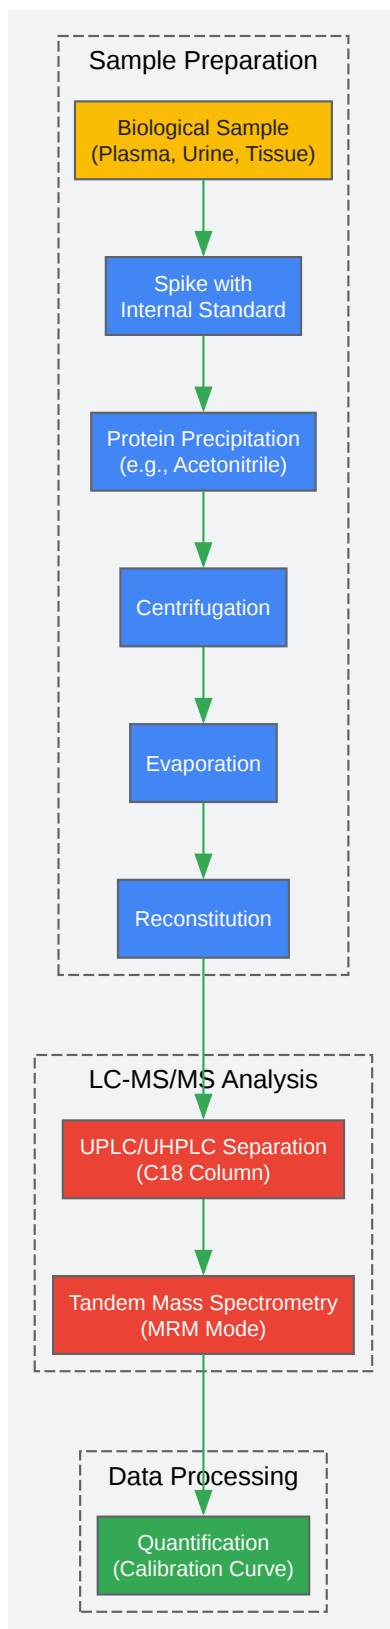 Sample Preparation
Biological Sample
(Plasma, Urine, Tissue)
Spike with
Internal Standard
Protein Precipitation
(e.g., Acetonitrile)
Centrifugation
Evaporation
Reconstitution
LC-MS/MS Analysis
UPLC/UHPLC Separation
(C18 Column)
Tandem Mass Spectrometry
(MRM Mode)
Data Processing
Quantification
(Calibration Curve)